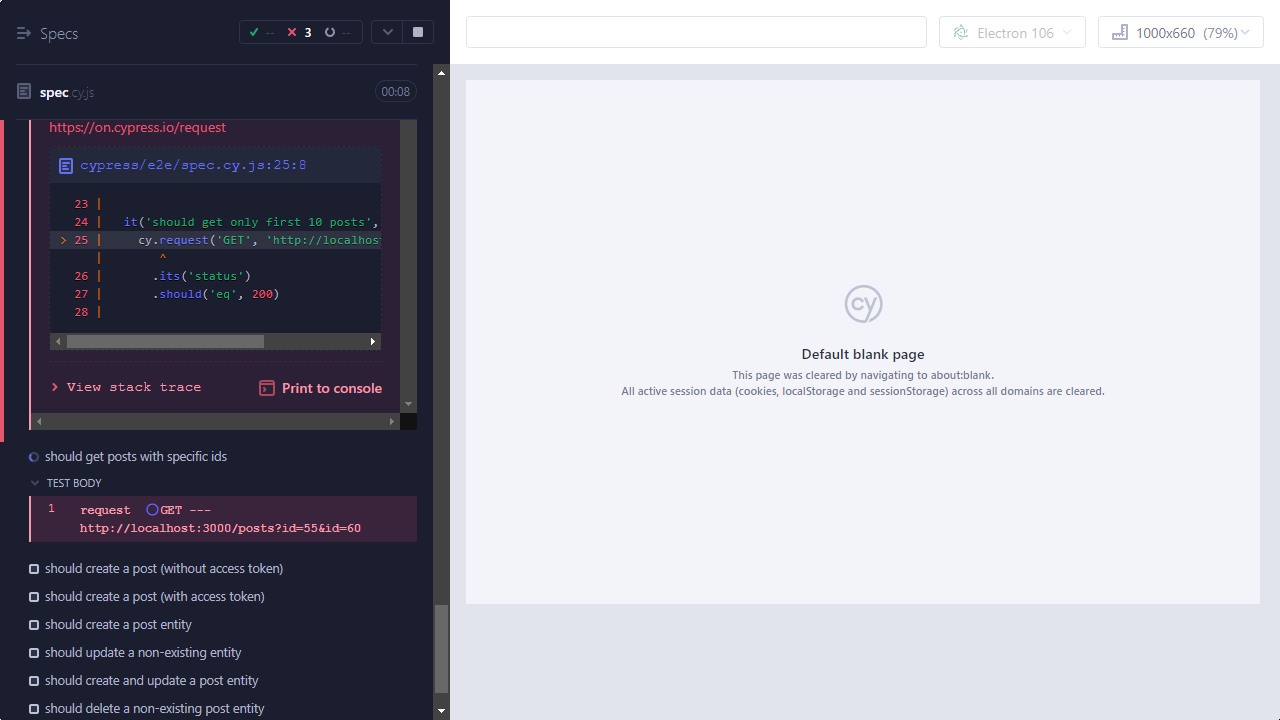 Specs
--
3
--
Electron 106
1000x660 (79%)
spec.cy.js
00:08
https://on.cypress.io/request
cypress/e2e/spec.cy.js:25:8
23 |
24 | it('should get only first 10 posts',
> 25 | cy.request('GET', 'http://localhost
| ^
26 | .its('status')
27 | .should('eq', 200)
28 |
View stack trace
Print to console
should get posts with specific ids
TEST BODY
1 request GET ---
http://localhost:3000/posts?id=55&id=60
should create a post (without access token)
should create a post (with access token)
should create a post entity
should update a non-existing entity
should create and update a post entity
should delete a non-existing post entity
cy
Default blank page
This page was cleared by navigating to about:blank.
All active session data (cookies, localStorage and sessionStorage) across all domains are cleared.